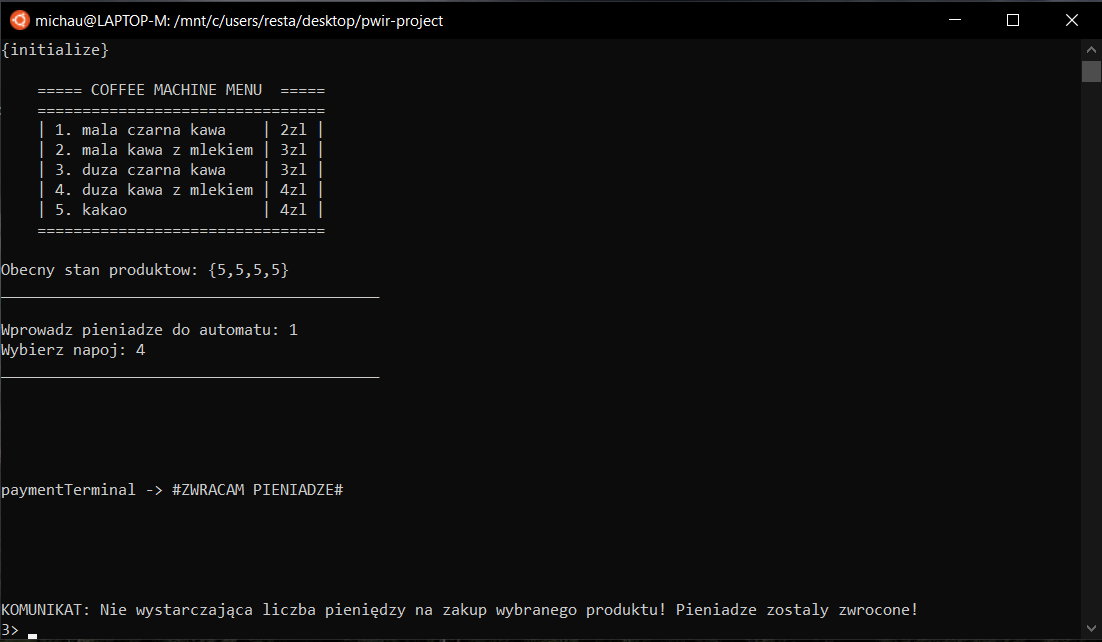 michau@LAPTOP-M: /mnt/c/users/resta/desktop/pwir-project
{initialize}
===== COFFEE MACHINE MENU =====
================================
| 1. mala czarna kawa | 2zl |
| 2. mala kawa z mlekiem | 3zl |
| 3. duza czarna kawa | 3zl |
| 4. duza kawa z mlekiem | 4zl |
| 5. kakao | 4zl |
================================
Obecny stan produktow: {5,5,5,5}
__________________________________________
Wprowadz pieniadze do automatu: 1
Wybierz napoj: 4
__________________________________________
paymentTerminal -> #ZWRACAM PIENIADZE#
KOMUNIKAT: Nie wystarczająca liczba pieniędzy na zakup wybranego produktu! Pieniadze zostaly zwrocone!
3>